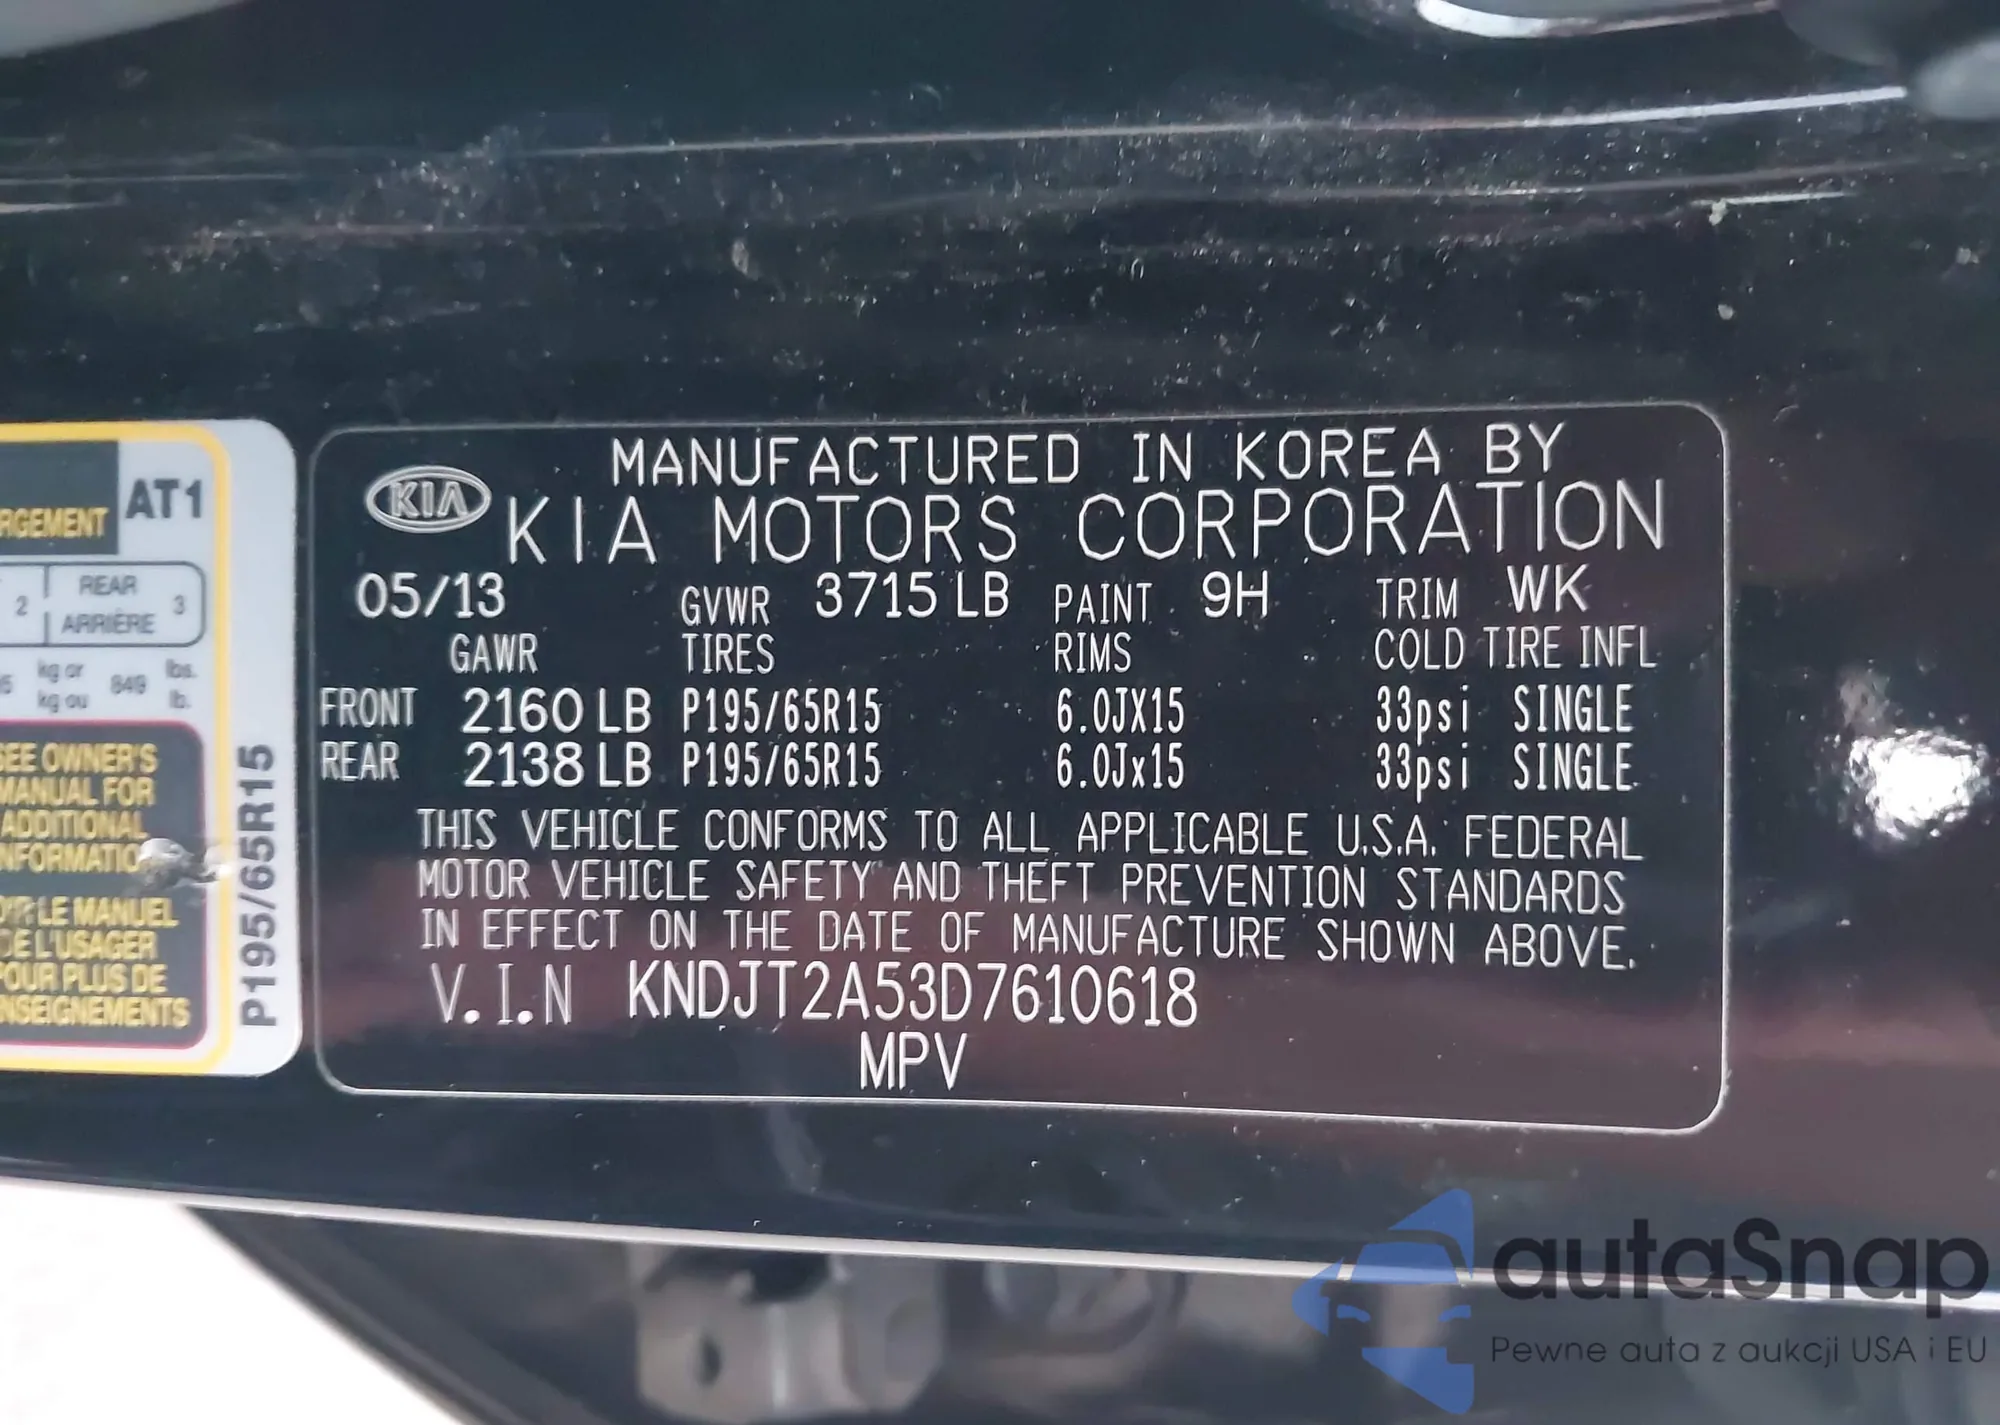 RGEMENT
AT1
2
REAR
ARRIÈRE
3
kg or
kg ou
849
lbs.
lb.
SEE OWNER'S
MANUAL FOR
ADDITIONAL
LE MANUEL
DE L'USAGER
POUR PLUS DE
NSEIGNEMENTS
P195/65R15
MANUFACTURED IN KOREA BY
KIA
KIA MOTORS CORPORATION
05/13 GVWR 3715 LB PAINT 9H TRIM WK
GAWR TIRES RIMS COLD TIRE INFL
FRONT 2160 LB P195/65R15 6.0JX15 33psi SINGLE
REAR 2138 LB P195/65R15 6.0Jx15 33psi SINGLE
THIS VEHICLE CONFORMS TO ALL APPLICABLE U.S.A. FEDERAL
MOTOR VEHICLE SAFETY AND THEFT PREVENTION STANDARDS
IN EFFECT ON THE DATE OF MANUFACTURE SHOWN ABOVE.
V.I.N KNDJT2A53D7610618
MPV
autaSnap
Pewne auta z aukcji USA i EU